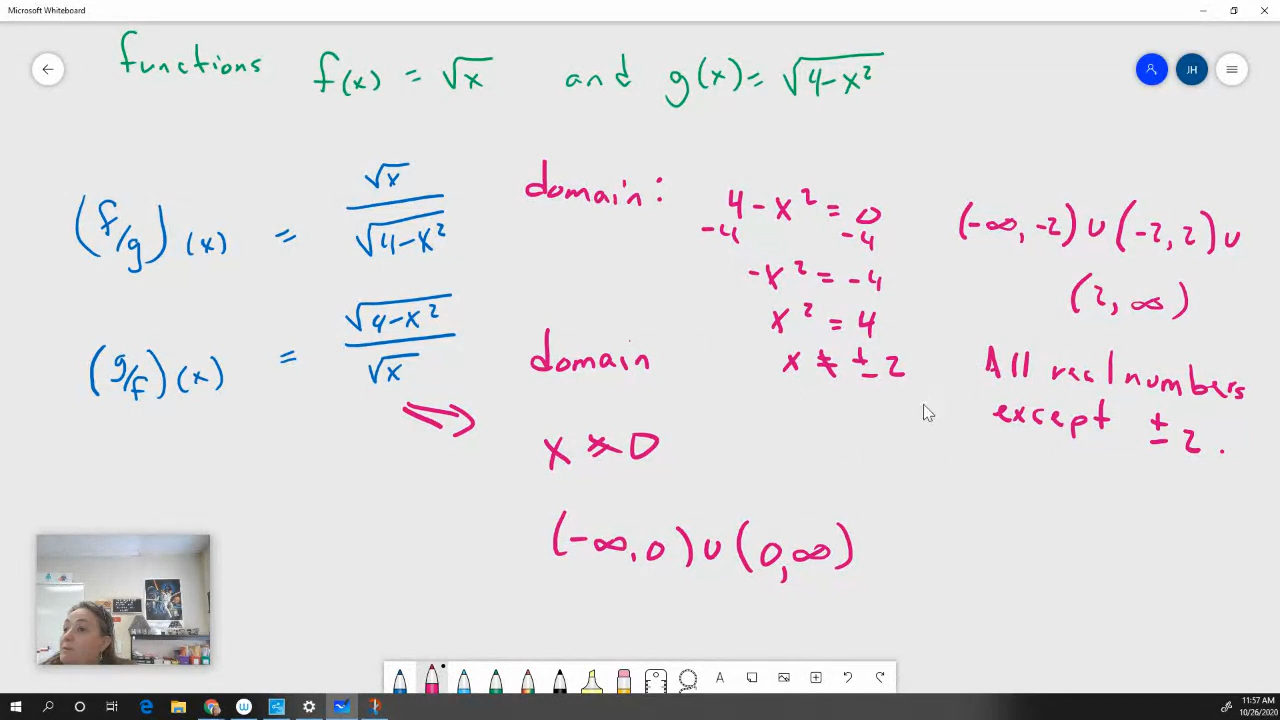 Microsoft Whiteboard
functions f(x) = √x and g(x) = √(4-x²)
JH
(f/g)(x) = √x / √(4-x²)
domain:
4 - x² = 0
-4 -4
-x² = -4
x² = 4
x ≠ ± 2
(-∞, -2) ∪ (-2, 2) ∪
(2, ∞)
All real numbers
except ± 2.
(g/f)(x) = √(4-x²) / √x
domain
x ≠ 0
(-∞, 0) ∪ (0, ∞)
A
11:57 AM
10/26/2020